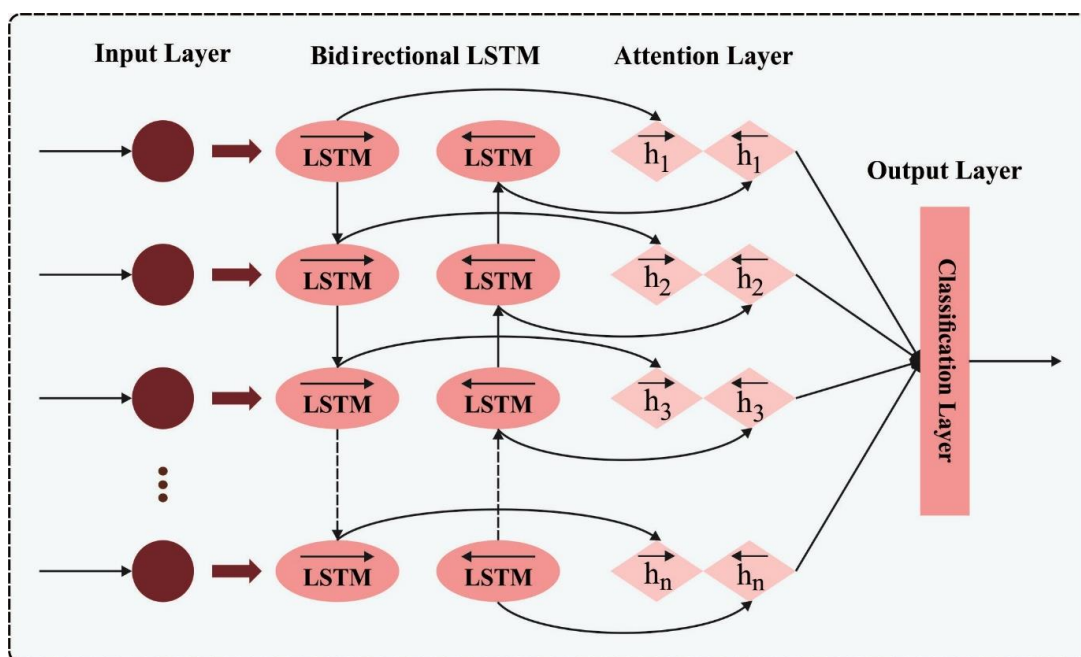 Input Layer
Bidirectional LSTM
Attention Layer
Output Layer
LSTM
LSTM
h1
h1
LSTM
LSTM
h2
h2
LSTM
LSTM
h3
h3
LSTM
LSTM
hn
hn
Classification Layer